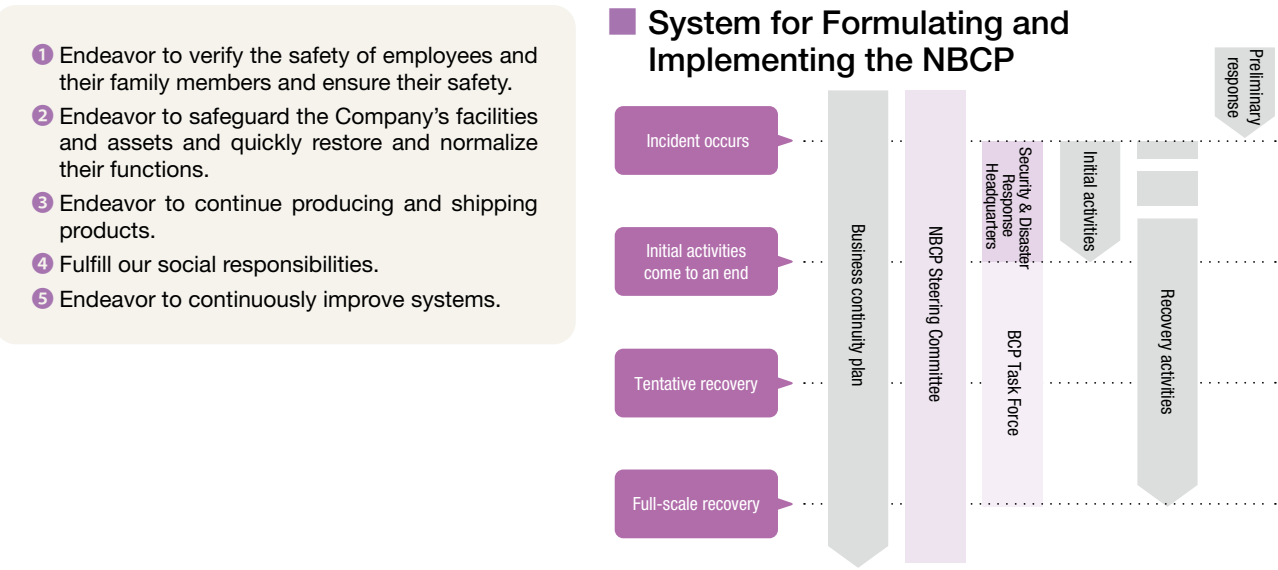 ❶ Endeavor to verify the safety of employees and
their family members and ensure their safety.
❷ Endeavor to safeguard the Company's facilities
and assets and quickly restore and normalize
their functions.
❸ Endeavor to continue producing and shipping
products.
❹ Fulfill our social responsibilities.
❺ Endeavor to continuously improve systems.
System for Formulating and
Implementing the NBCP
Incident occurs
Initial activities
come to an end
Tentative recovery
Full-scale recovery
Business continuity plan
NBCP Steering Committee
Security & Disaster
Response
Headquarters
BCP Task Force
Initial activities
Recovery activities
Preliminary
response